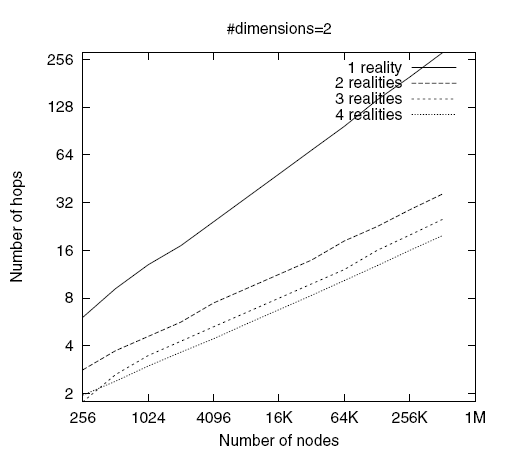 #dimensions=2
1 reality
2 realities
3 realities
4 realities
256
128
64
32
16
8
4
2
Number of hops
256 1024 4096 16K 64K 256K 1M
Number of nodes